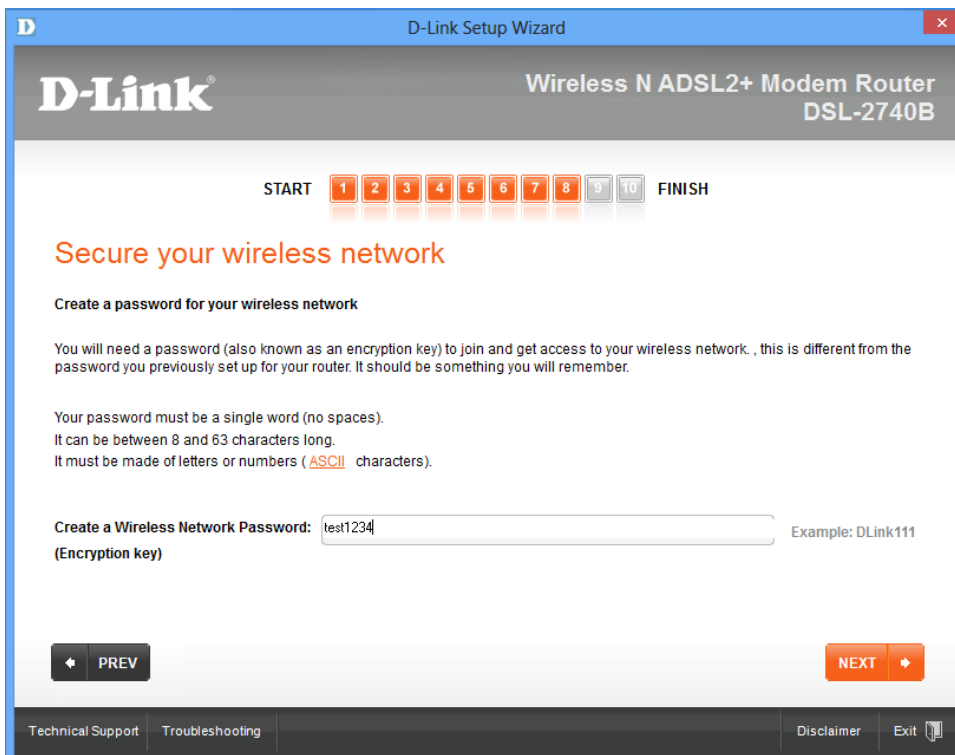 D
D-Link Setup Wizard
×
D-Link®
Wireless N ADSL2+ Modem Router
DSL-2740B
START 1 2 3 4 5 6 7 8 9 10 FINISH
Secure your wireless network
Create a password for your wireless network
You will need a password (also known as an encryption key) to join and get access to your wireless network. , this is different from the
password you previously set up for your router. It should be something you will remember.
Your password must be a single word (no spaces).
It can be between 8 and 63 characters long.
It must be made of letters or numbers ( ASCII characters).
Create a Wireless Network Password: test1234 Example: DLink111
(Encryption key)
PREV NEXT
Technical Support Troubleshooting Disclaimer Exit